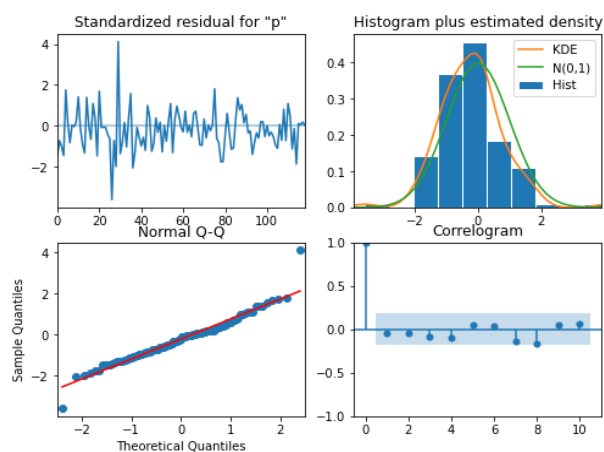 Standardized residual for "p"
4
2
0
−2
0 20 40 60 80 100
Histogram plus estimated density
KDE
N(0,1)
Hist
0.4
0.3
0.2
0.1
0.0
−2 0 2
Normal Q-Q
Sample Quantiles
4
2
0
−2
−2 −1 0 1 2
Theoretical Quantiles
Correlogram
1.0
0.5
0.0
−0.5
−1.0
0 2 4 6 8 10